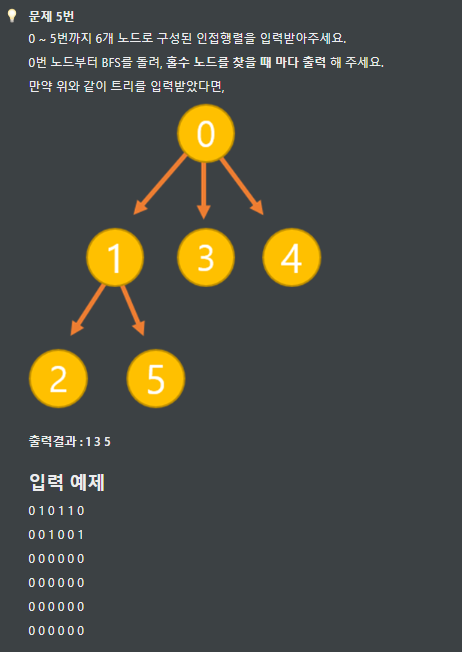 문제 5번
0 ~ 5번까지 6개 노드로 구성된 인접행렬을 입력받아주세요.
0번 노드부터 BFS를 돌려, 홀수 노드를 찾을 때 마다 출력 해 주세요.
만약 위와 같이 트리를 입력받았다면,
0
1 3 4
2 5
출력결과 : 1 3 5
입력 예제
0 1 0 1 1 0
0 0 1 0 0 1
0 0 0 0 0 0
0 0 0 0 0 0
0 0 0 0 0 0
0 0 0 0 0 0